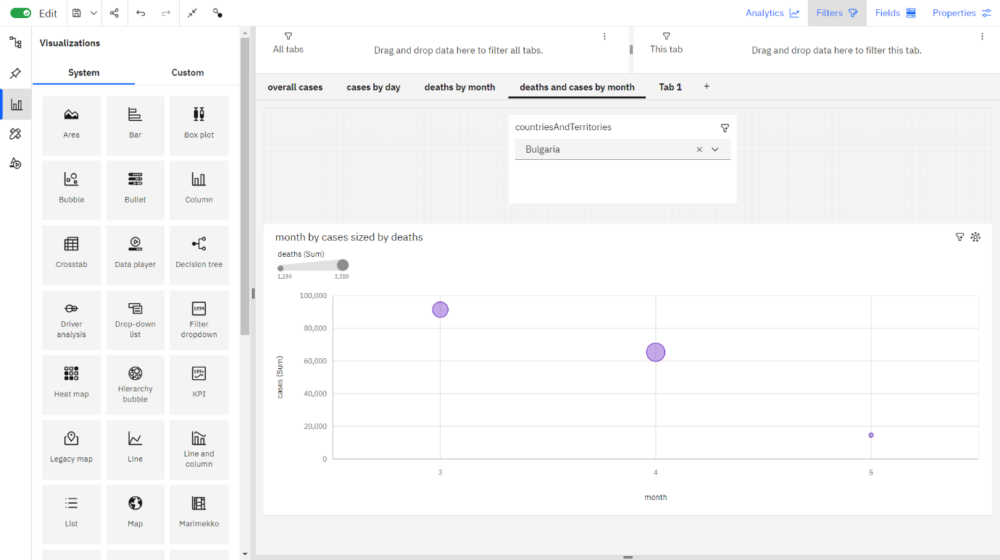 Edit
Analytics
Filters
Fields
Properties
Visualizations
System
Custom
Area
Bar
Box plot
Bubble
Bullet
Column
Crosstab
Data player
Decision tree
Driver
analysis
Drop-down
list
Filter
dropdown
Heat map
Hierarchy
bubble
KPI
Legacy map
Line
Line and
column
List
Map
Marimekko
All tabs
Drag and drop data here to filter all tabs.
This tab
Drag and drop data here to filter this tab.
overall cases
cases by day
deaths by month
deaths and cases by month
Tab 1
countriesAndTerritories
Bulgaria
month by cases sized by deaths
deaths (Sum)
1,294
3,300
cases (Sum)
100,000
80,000
60,000
40,000
20,000
0
3
4
5
month